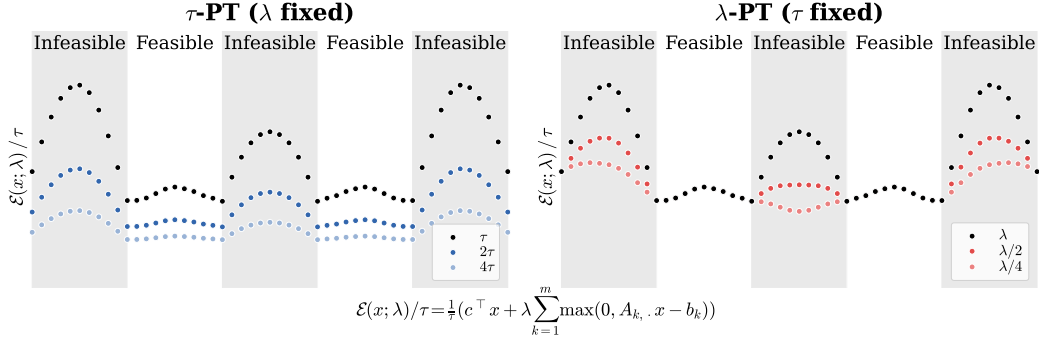 τ-PT (λ fixed)
Infeasible Feasible Infeasible Feasible Infeasible
ℰ(x; λ)/τ
τ
2τ
4τ
λ-PT (τ fixed)
Infeasible Feasible Infeasible Feasible Infeasible
ℰ(x; λ)/τ
λ
λ/2
λ/4
ℰ(x; λ)/τ = 1/τ (c⊤x + λ ∑_{k=1}^{m} max(0, A_{k, .}x − b_k))